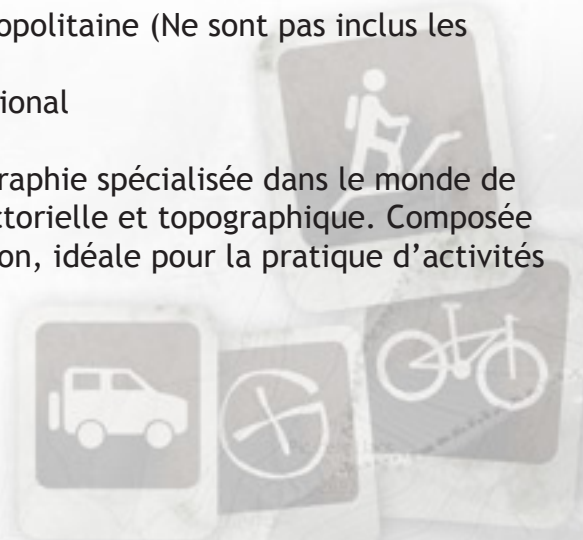 opolitaine (Ne sont pas inclus les
ional
raphie spécialisée dans le monde de
ctorielle et topographique. Composée
on, idéale pour la pratique d’activités